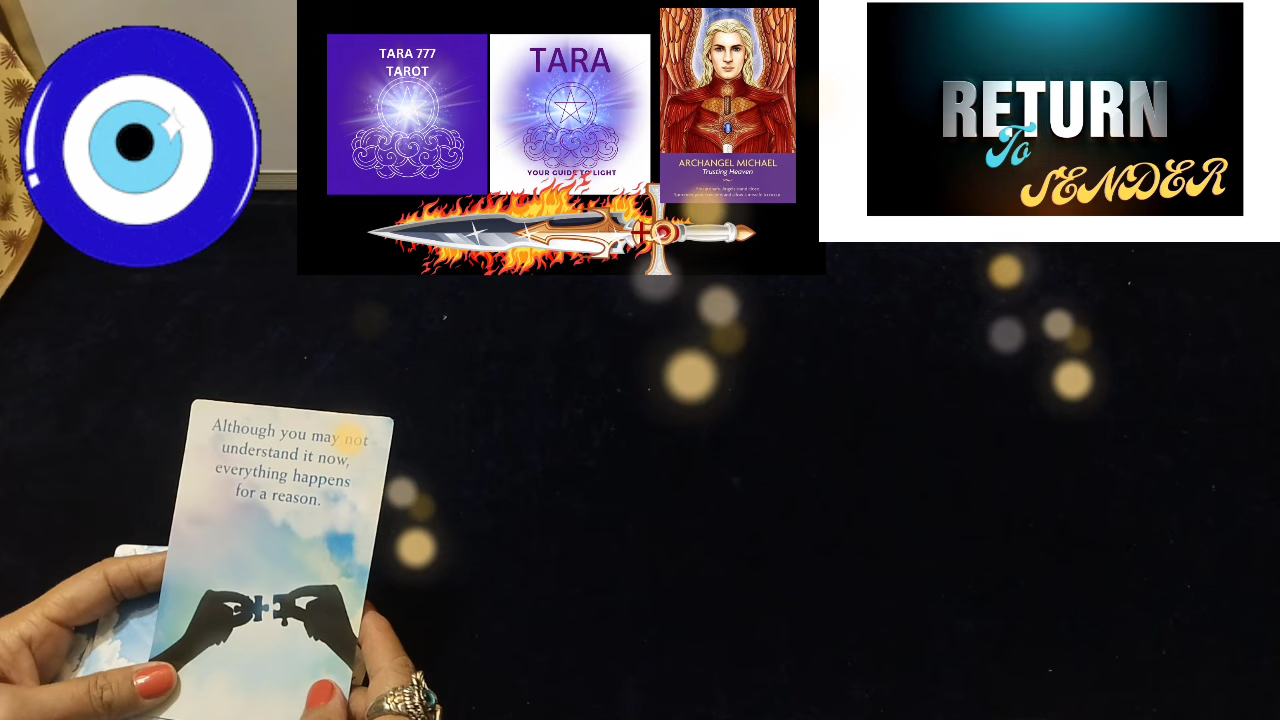 TARA 777
TAROT
TARA
YOUR GUIDE TO LIGHT
ARCHANGEL MICHAEL
Trusting Heaven
RETURN
To
SENDER
Although you may not
understand it now,
everything happens
for a reason.